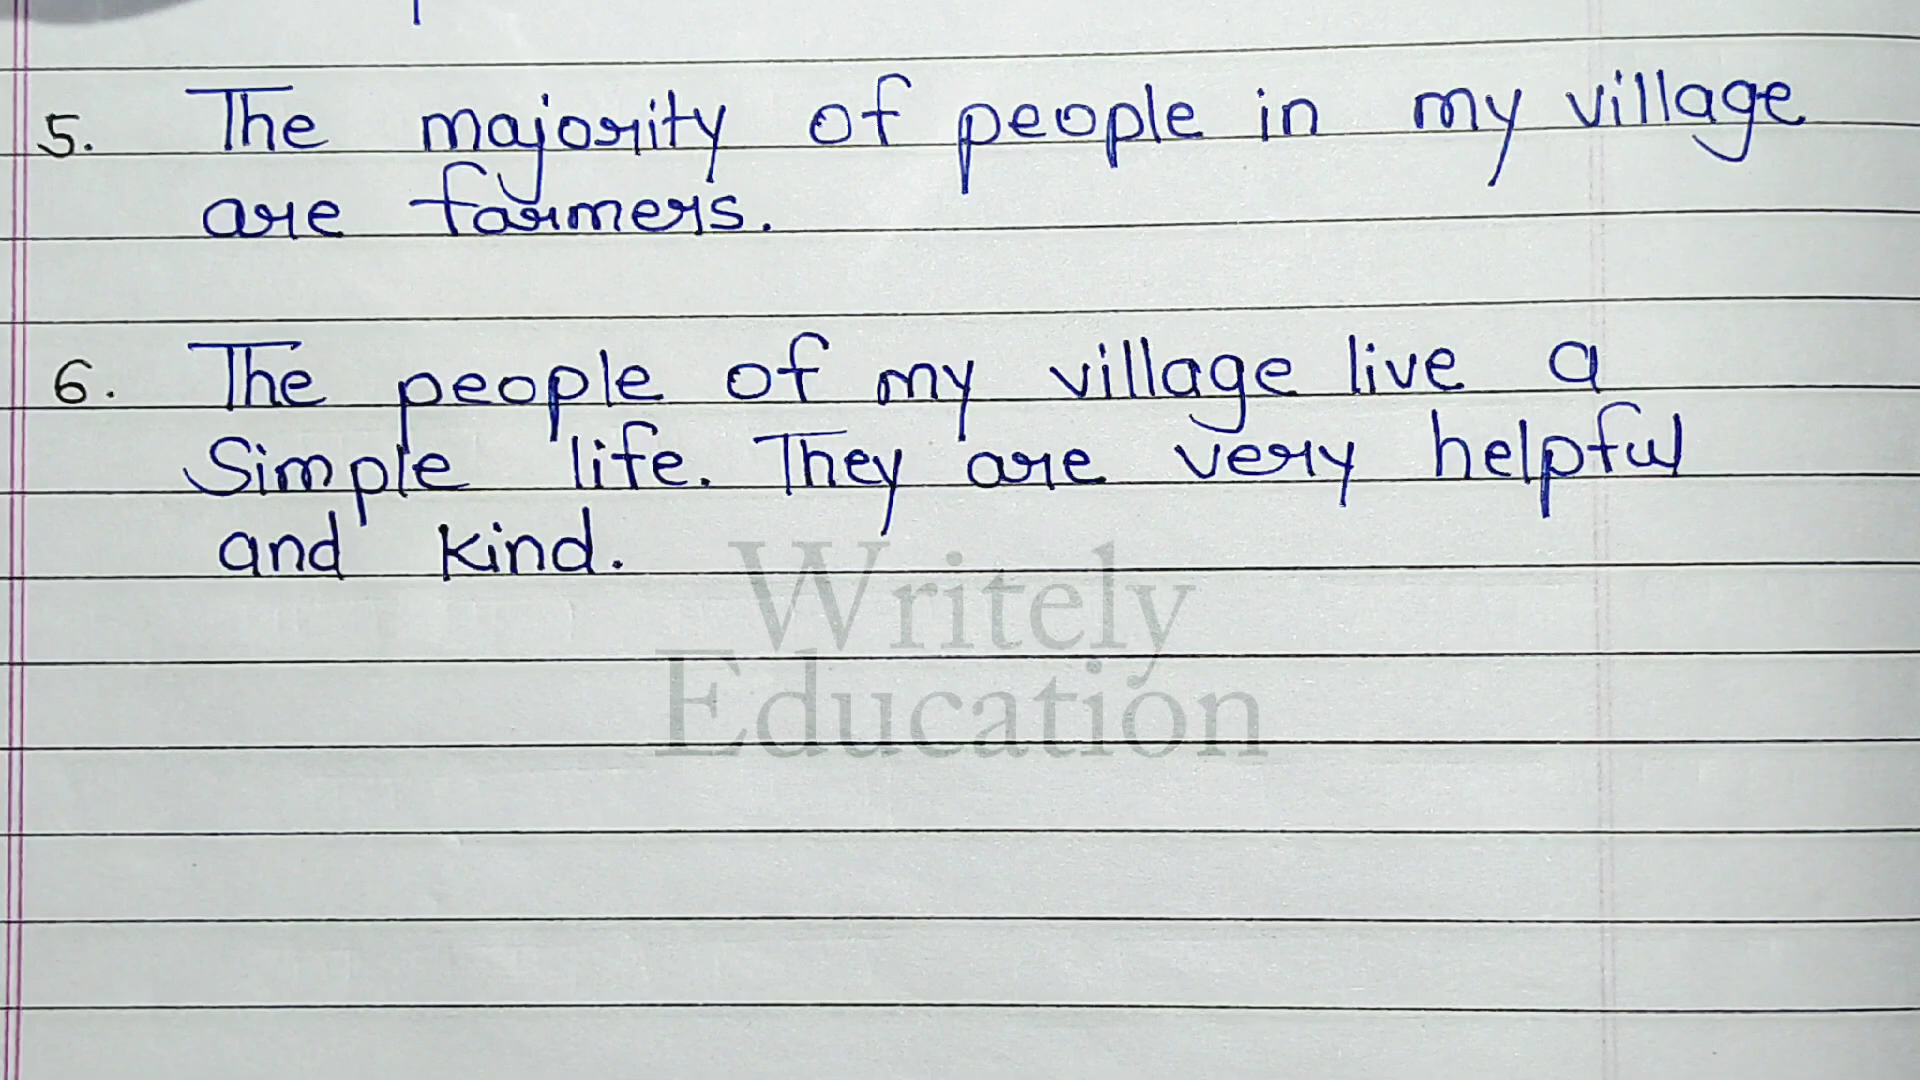 5. The majority of people in my village
are farmers.
6. The people of my village live a
Simple life. They are very helpful
and kind.
Writely
Education